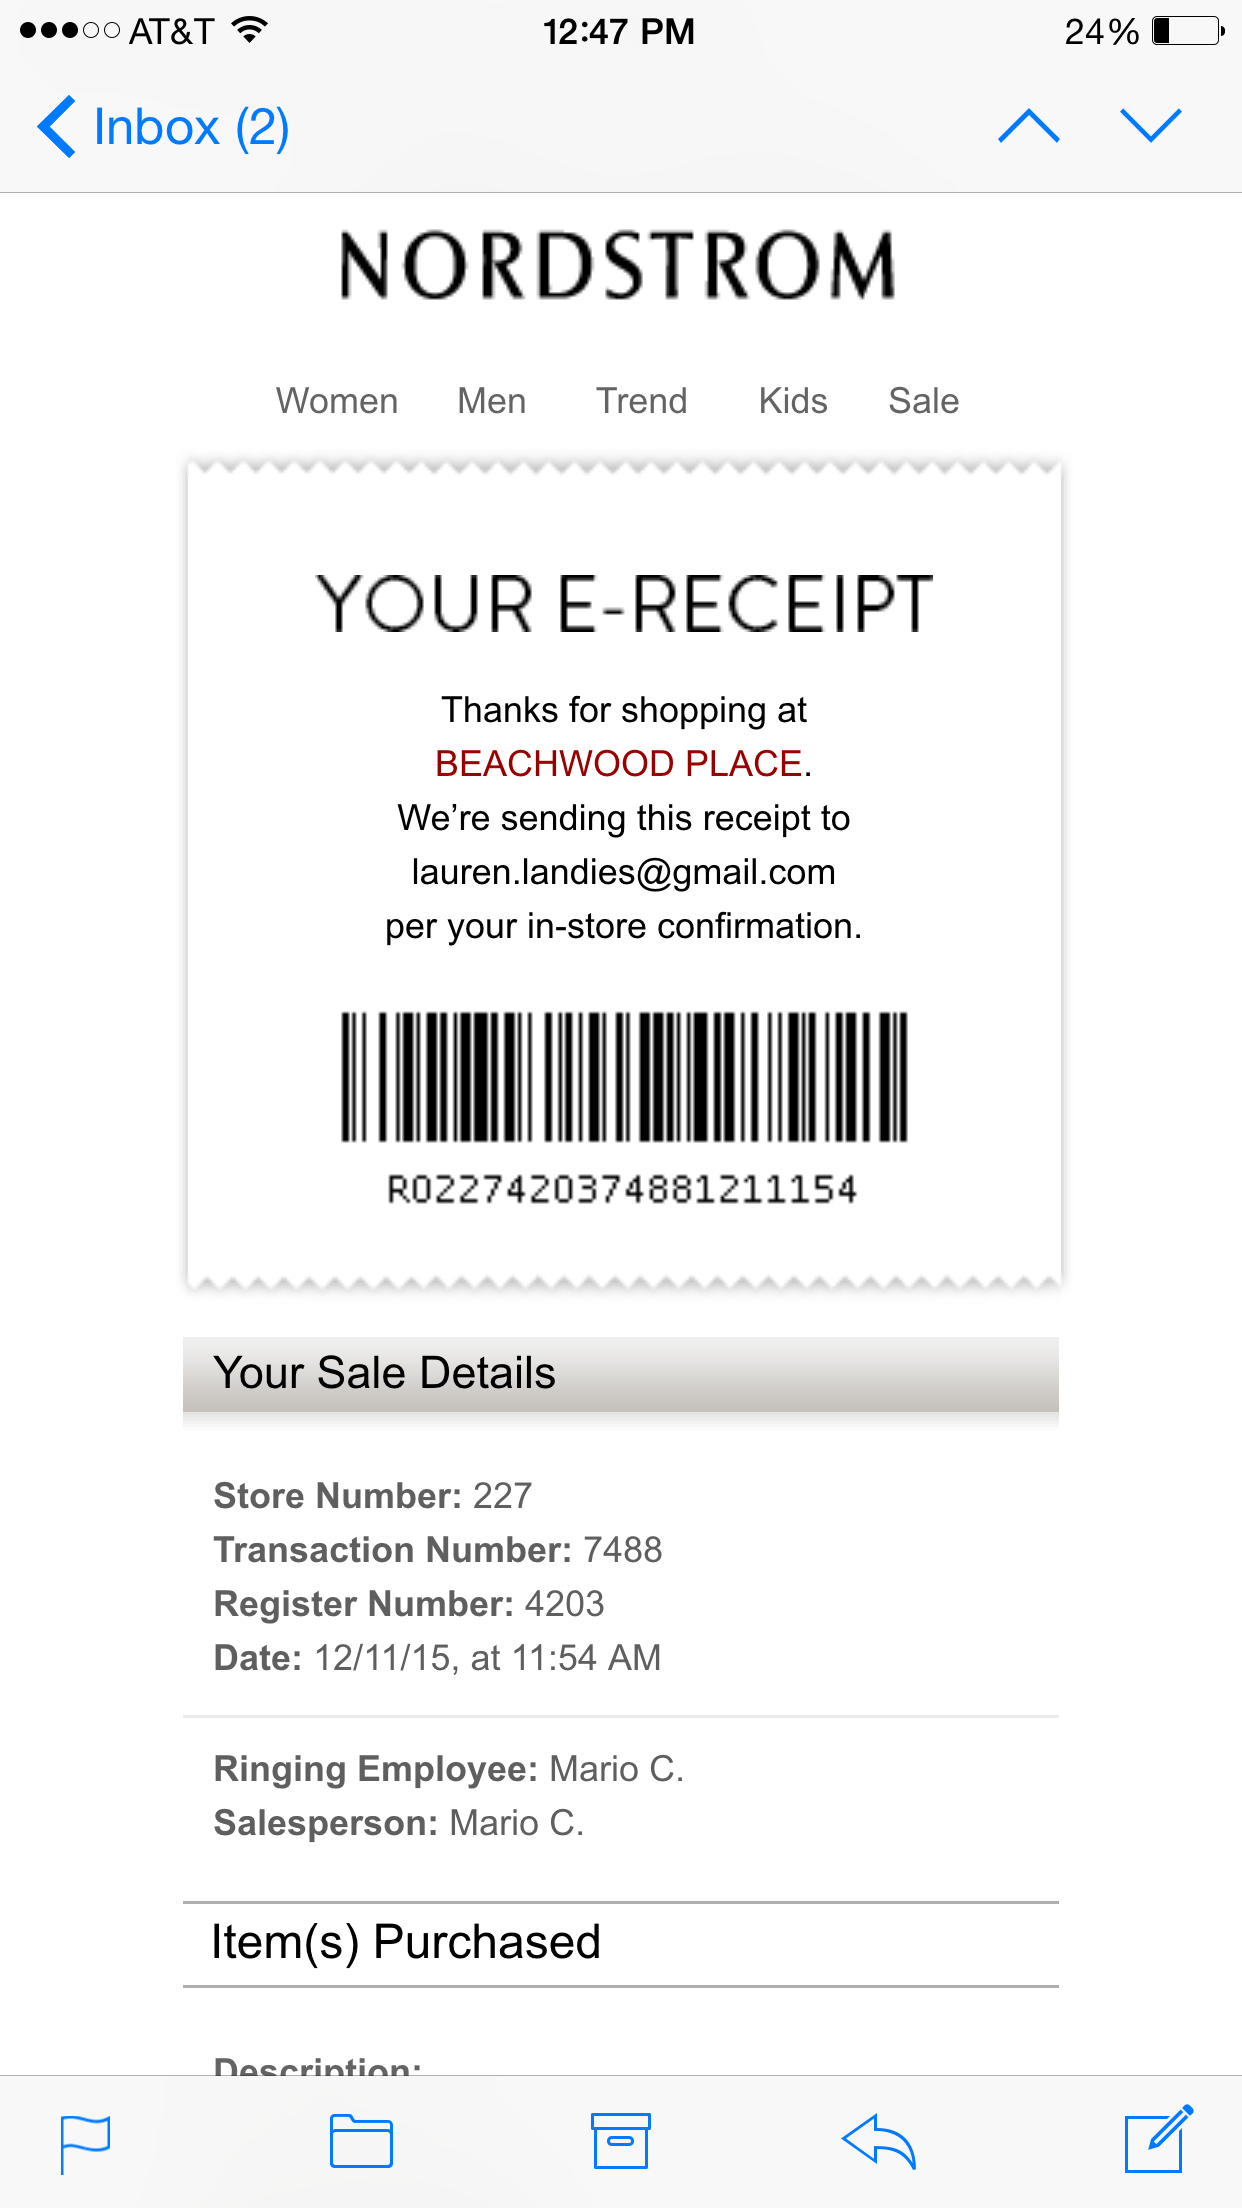 AT&T 12:47 PM 24%
Inbox (2)
NORDSTROM
Women Men Trend Kids Sale
YOUR E-RECEIPT
Thanks for shopping at
BEACHWOOD PLACE.
We're sending this receipt to
lauren.landies@gmail.com
per your in-store confirmation.
R0227420374881211154
Your Sale Details
Store Number: 227
Transaction Number: 7488
Register Number: 4203
Date: 12/11/15, at 11:54 AM
Ringing Employee: Mario C.
Salesperson: Mario C.
Item(s) Purchased
Description: